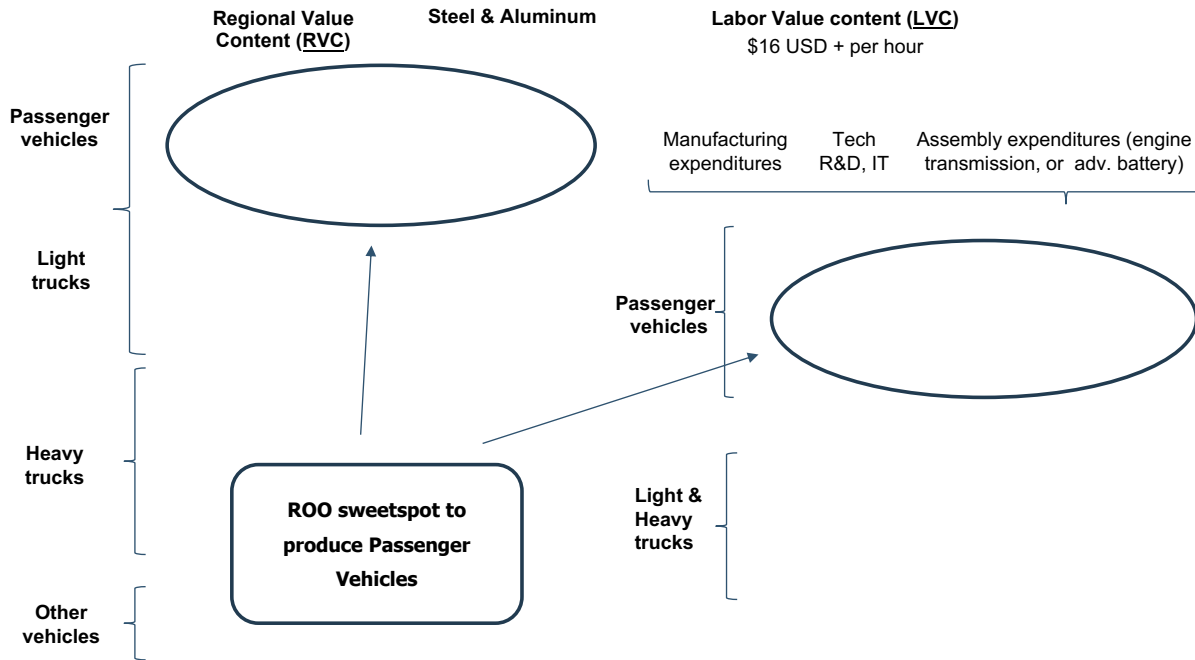 Regional Value
Content (RVC)
Steel & Aluminum
Labor Value content (LVC)
$16 USD + per hour
Passenger
vehicles
Light
trucks
Heavy
trucks
Other
vehicles
Manufacturing
expenditures
Tech
R&D, IT
Assembly expenditures (engine
transmission, or adv. battery)
Passenger
vehicles
Light &
Heavy
trucks
ROO sweetspot to
produce Passenger
Vehicles